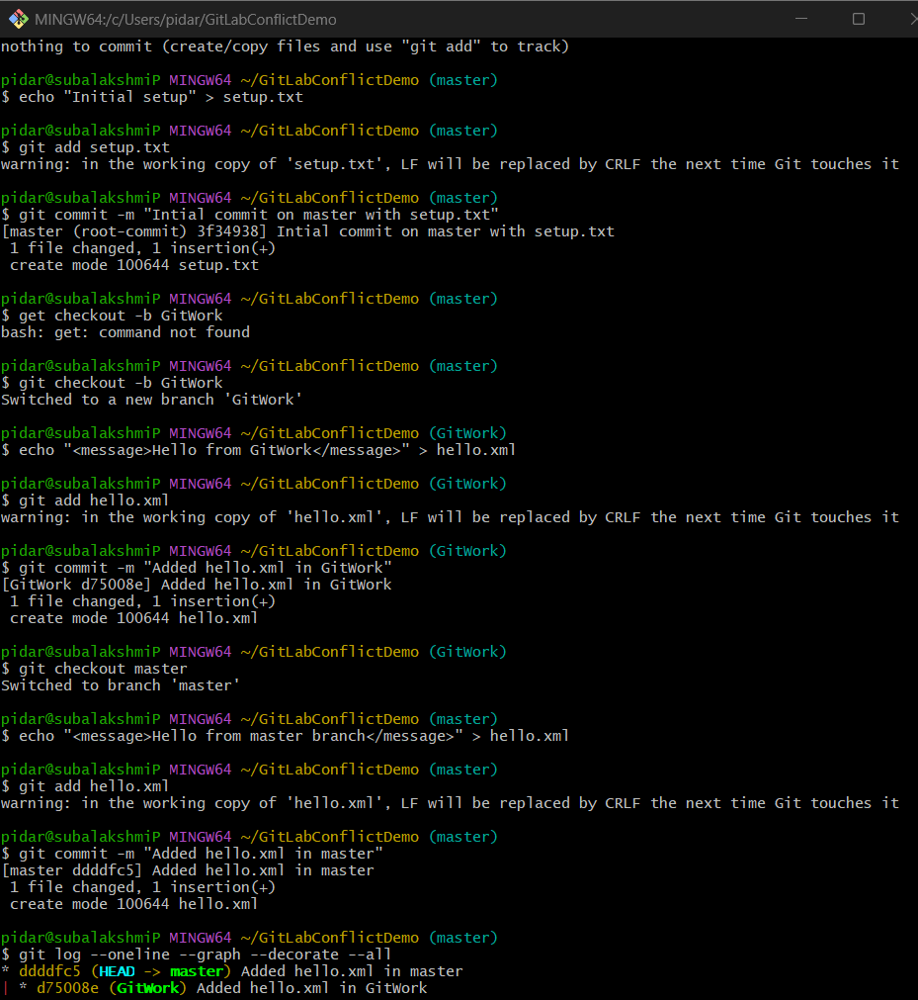 MINGW64:/c/Users/pidar/GitLabConflictDemo
nothing to commit (create/copy files and use "git add" to track)
pidar@subalakshmiP MINGW64 ~/GitLabConflictDemo (master)
$ echo "Initial setup" > setup.txt
pidar@subalakshmiP MINGW64 ~/GitLabConflictDemo (master)
$ git add setup.txt
warning: in the working copy of 'setup.txt', LF will be replaced by CRLF the next time Git touches it
pidar@subalakshmiP MINGW64 ~/GitLabConflictDemo (master)
$ git commit -m "Intial commit on master with setup.txt"
[master (root-commit) 3f34938] Intial commit on master with setup.txt
 1 file changed, 1 insertion(+)
 create mode 100644 setup.txt
pidar@subalakshmiP MINGW64 ~/GitLabConflictDemo (master)
$ get checkout -b GitWork
bash: get: command not found
pidar@subalakshmiP MINGW64 ~/GitLabConflictDemo (master)
$ git checkout -b GitWork
Switched to a new branch 'GitWork'
pidar@subalakshmiP MINGW64 ~/GitLabConflictDemo (GitWork)
$ echo "<message>Hello from GitWork</message>" > hello.xml
pidar@subalakshmiP MINGW64 ~/GitLabConflictDemo (GitWork)
$ git add hello.xml
warning: in the working copy of 'hello.xml', LF will be replaced by CRLF the next time Git touches it
pidar@subalakshmiP MINGW64 ~/GitLabConflictDemo (GitWork)
$ git commit -m "Added hello.xml in GitWork"
[GitWork d75008e] Added hello.xml in GitWork
 1 file changed, 1 insertion(+)
 create mode 100644 hello.xml
pidar@subalakshmiP MINGW64 ~/GitLabConflictDemo (GitWork)
$ git checkout master
Switched to branch 'master'
pidar@subalakshmiP MINGW64 ~/GitLabConflictDemo (master)
$ echo "<message>Hello from master branch</message>" > hello.xml
pidar@subalakshmiP MINGW64 ~/GitLabConflictDemo (master)
$ git add hello.xml
warning: in the working copy of 'hello.xml', LF will be replaced by CRLF the next time Git touches it
pidar@subalakshmiP MINGW64 ~/GitLabConflictDemo (master)
$ git commit -m "Added hello.xml in master"
[master ddddfc5] Added hello.xml in master
 1 file changed, 1 insertion(+)
 create mode 100644 hello.xml
pidar@subalakshmiP MINGW64 ~/GitLabConflictDemo (master)
$ git log --oneline --graph --decorate --all
* ddddfc5 (HEAD -> master) Added hello.xml in master
| * d75008e (GitWork) Added hello.xml in GitWork